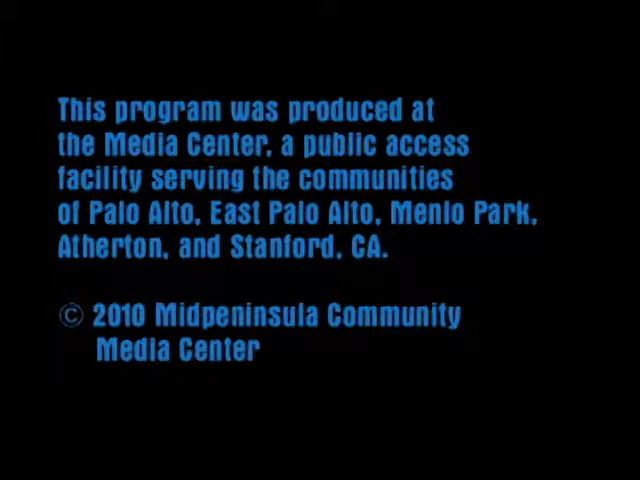 This program was produced at
the Media Center, a public access
facility serving the communities
of Palo Alto, East Palo Alto, Menlo Park,
Atherton, and Stanford, CA.
© 2010 Midpeninsula Community
Media Center